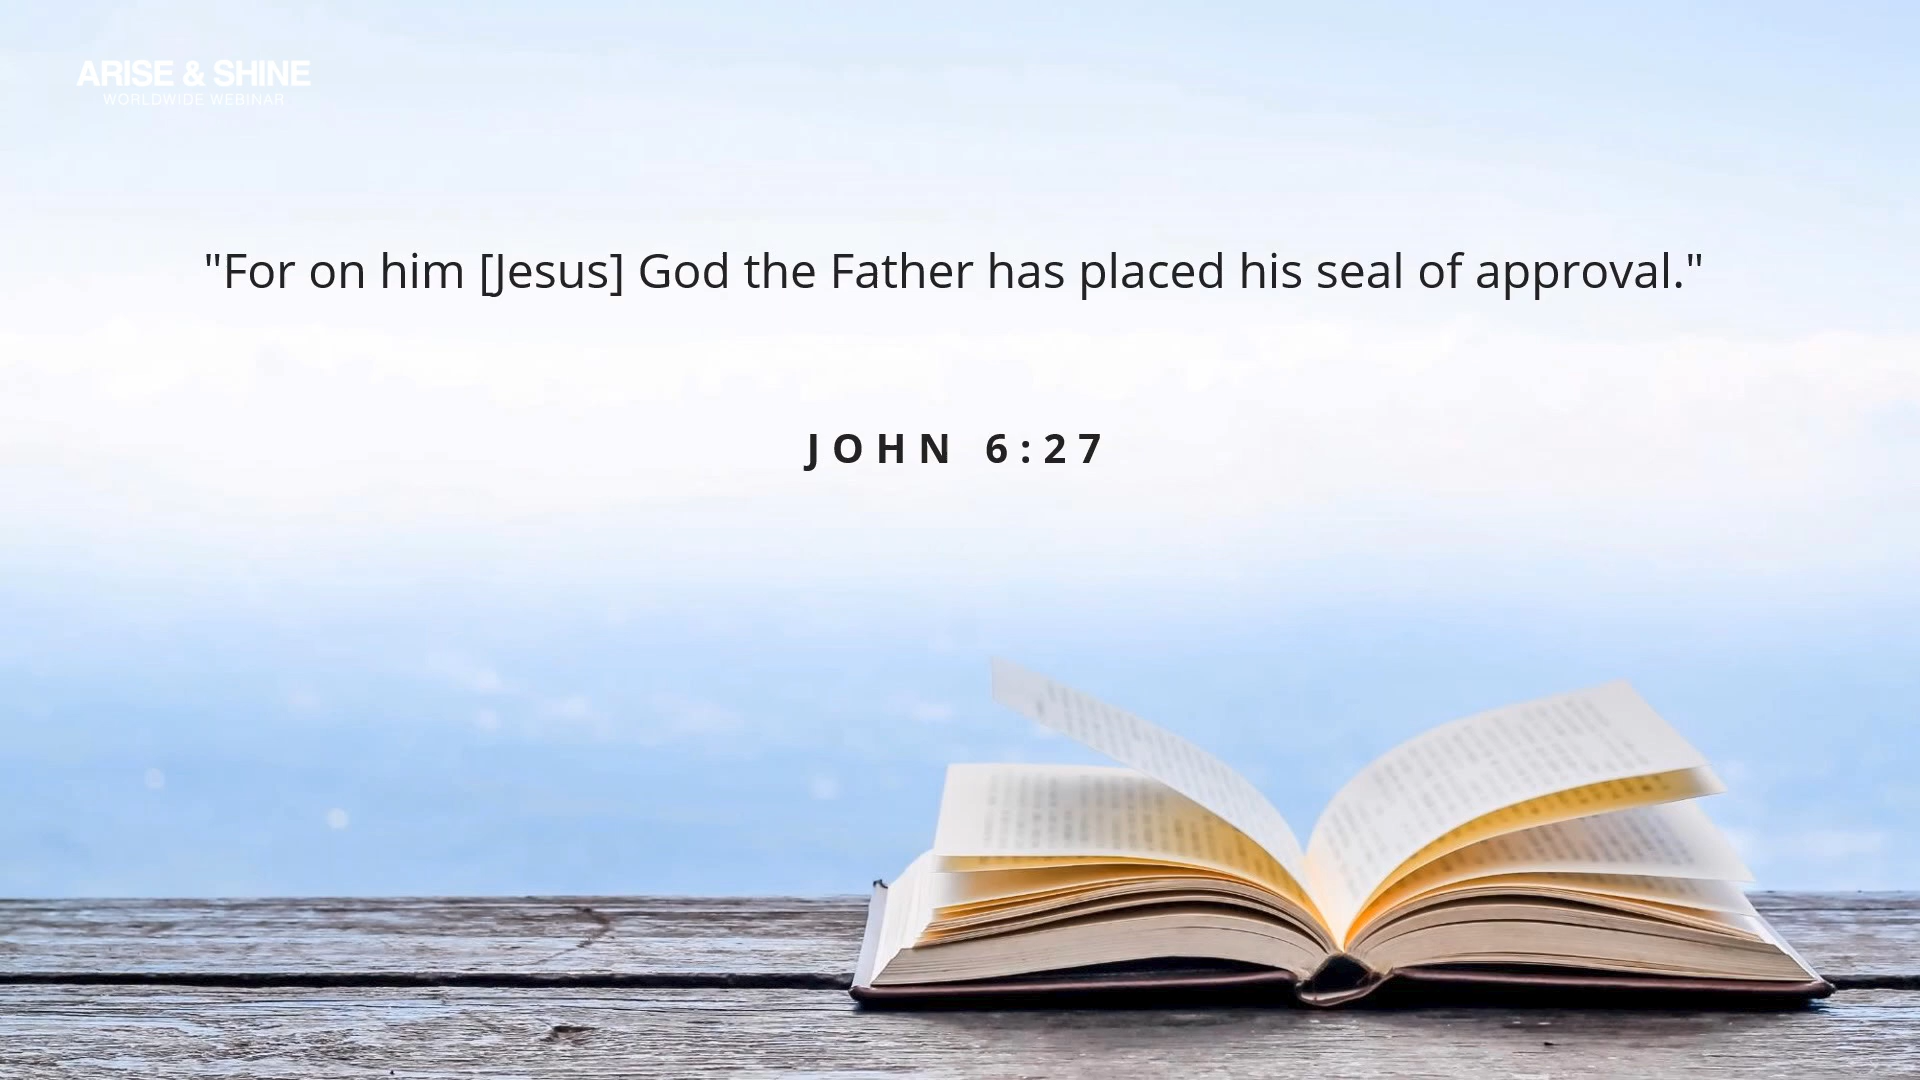 ARISE & SHINE
WORLDWIDE WEBINAR
"For on him [Jesus] God the Father has placed his seal of approval."
JOHN 6:27